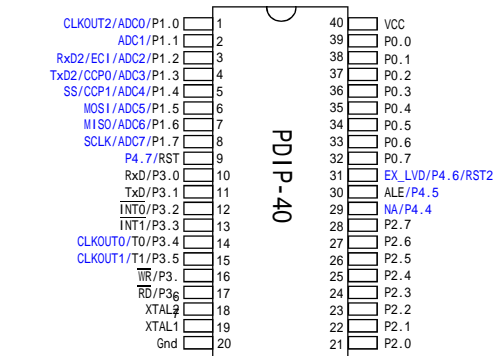 CLKOUT2/ADC0/P1.0 1 40 VCC
ADC1/P1.1 2 39 P0.0
RxD2/ECI/ADC2/P1.2 3 38 P0.1
TxD2/CCP0/ADC3/P1.3 4 37 P0.2
SS/CCP1/ADC4/P1.4 5 36 P0.3
MOSI/ADC5/P1.5 6 35 P0.4
MISO/ADC6/P1.6 7 34 P0.5
SCLK/ADC7/P1.7 8 33 P0.6
P4.7/RST 9 32 P0.7
RxD/P3.0 10 31 EX_LVD/P4.6/RST2
TxD/P3.1 11 30 ALE/P4.5
INT0/P3.2 12 29 NA/P4.4
INT1/P3.3 13 28 P2.7
CLKOUT0/T0/P3.4 14 27 P2.6
CLKOUT1/T1/P3.5 15 26 P2.5
WR/P3.6 16 25 P2.4
RD/P3.7 17 24 P2.3
XTAL2 18 23 P2.2
XTAL1 19 22 P2.1
Gnd 20 21 P2.0
PDIP-40